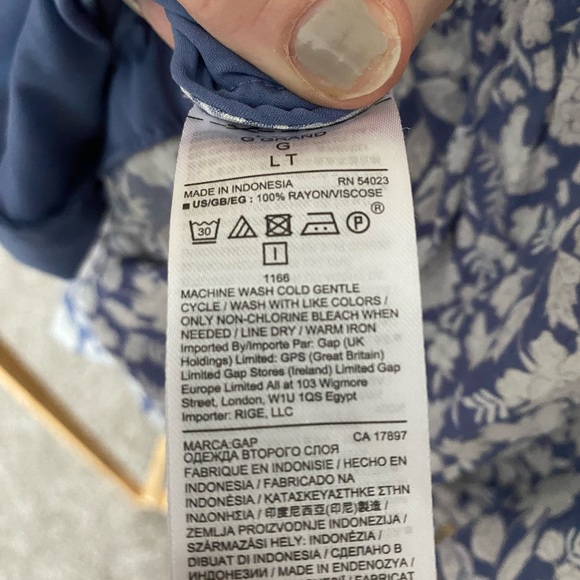 G
LT
MADE IN INDONESIA RN 54023
■ US/GB/EG : 100% RAYON/VISCOSE
30 P ®
1166
MACHINE WASH COLD GENTLE
CYCLE / WASH WITH LIKE COLORS /
ONLY NON-CHLORINE BLEACH WHEN
NEEDED / LINE DRY / WARM IRON
Imported By/Importe Par: Gap (UK
Holdings) Limited: GPS (Great Britain)
Limited Gap Stores (Ireland) Limited Gap
Europe Limited All at 103 Wigmore
Street, London, W1U 1QS Egypt
Importer: RIGE, LLC
MARCA:GAP CA 17897
ОДЕЖДА ВТОРОГО СЛОЯ
FABRIQUE EN INDONISIE / HECHO EN
INDONESIA / FABRICADO NA
INDONÉSIA / ΚΑΤΑΣΚΕΥΑΣΤΗΚΕ ΣΤΗΝ
ΙΝΔΟΝΗΣΙΑ / 印度尼西亞(印尼)製造 /
ZEMLJA PROIZVODNJE INDONEZIJA /
SZÁRMAZÁSI HELY: INDONÉZIA /
DIBUAT DI INDONESIA / СДЕЛАНО В
ИНДОНЕЗИИ / MADE IN ENDENOZYA /